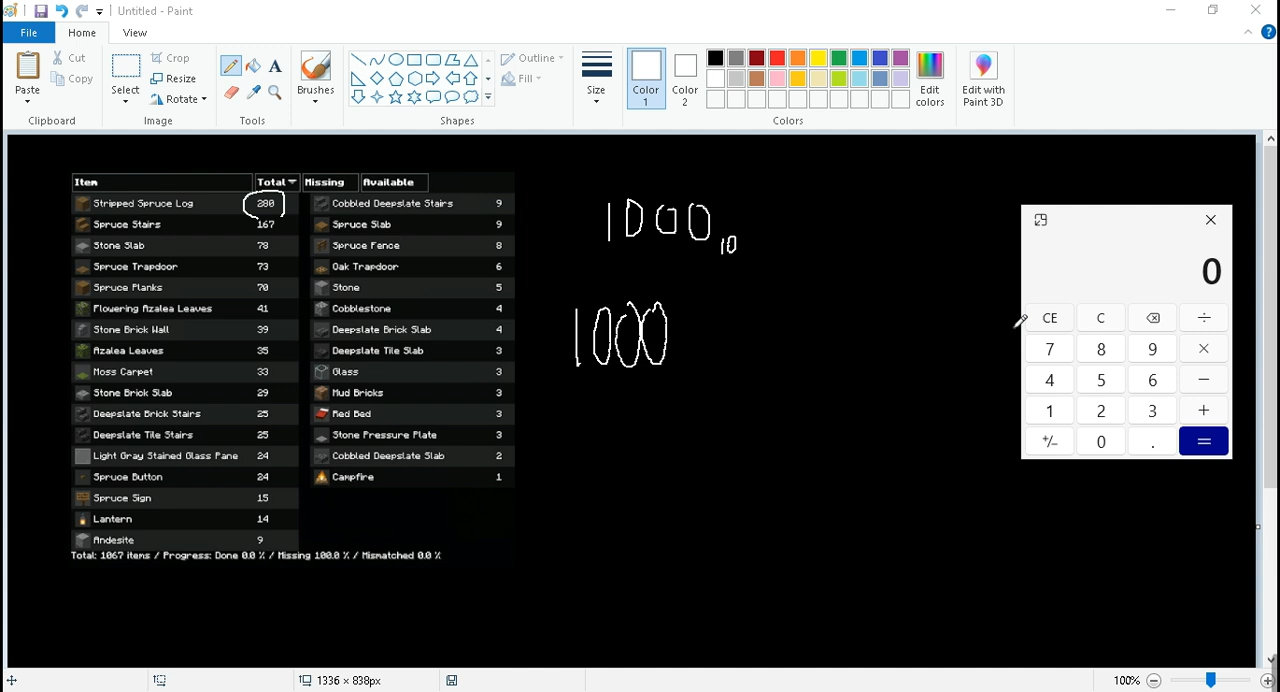 Untitled - Paint
File Home View
Paste
Cut
Copy
Clipboard
Select
Crop
Resize
Rotate
Image
A
Tools
Brushes
Outline
Fill
Shapes
Size
Color 1
Color 2
Edit colors
Colors
Edit with Paint 3D
Item Total Missing Available
Stripped Spruce Log 280 Cobbled Deepslate Stairs 9
Spruce Stairs 167 Spruce Slab 9
Stone Slab 78 Spruce Fence 8
Spruce Trapdoor 73 Oak Trapdoor 6
Spruce Planks 70 Stone 5
Flowering Azalea Leaves 41 Cobblestone 4
Stone Brick Wall 39 Deepslate Brick Slab 4
Azalea Leaves 35 Deepslate Tile Slab 3
Moss Carpet 33 Glass 3
Stone Brick Slab 29 Mud Bricks 3
Deepslate Brick Stairs 25 Red Bed 3
Deepslate Tile Stairs 25 Stone Pressure Plate 3
Light Gray Stained Glass Pane 24 Cobbled Deepslate Slab 2
Spruce Button 24 Campfire 1
Spruce Sign 15
Lantern 14
Andesite 9
Total: 1067 items / Progress: Done 0.0 % / Missing 100.0 % / Mismatched 0.0 %
1000 10
1000
0
CE C ÷
7 8 9 ×
4 5 6 −
1 2 3 +
+/− 0 . =
1336 × 838px
100%